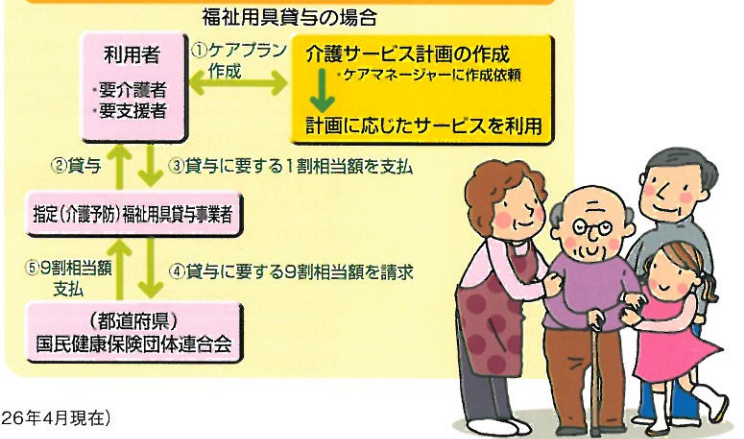 福祉用具貸与の場合
利用者
・要介護者
・要支援者
①ケアプラン
作成
介護サービス計画の作成
・ケアマネージャーに作成依頼
計画に応じたサービスを利用
②貸与
③貸与に要する1割相当額を支払
指定(介護予防)福祉用具貸与事業者
⑤9割相当額
支払
④貸与に要する9割相当額を請求
(都道府県)
国民健康保険団体連合会
26年4月現在)